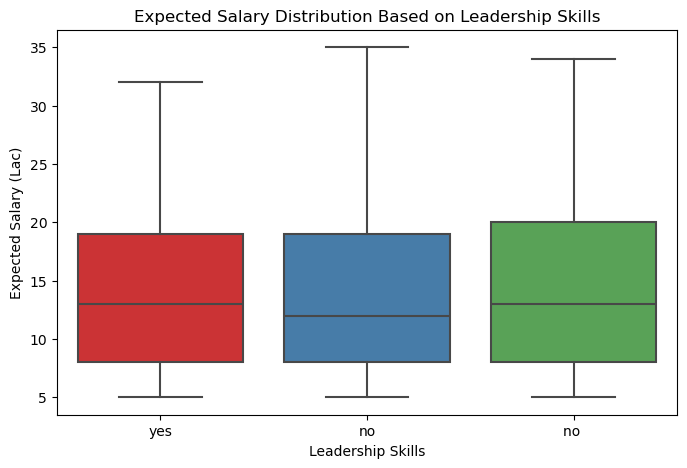 Expected Salary Distribution Based on Leadership Skills
Expected Salary (Lac)
35
30
25
20
15
10
5
yes
no
no
Leadership Skills